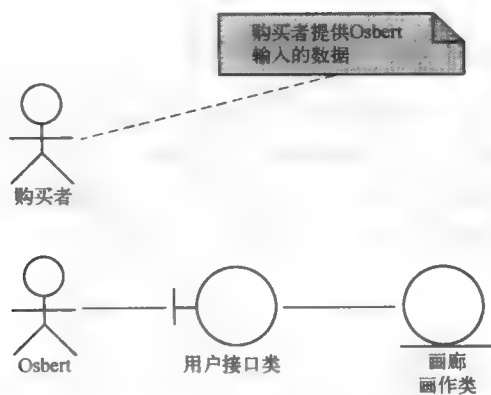 购买者提供Osbert
输入的数据
购买者
Osbert
用户接口类
画廊
画作类